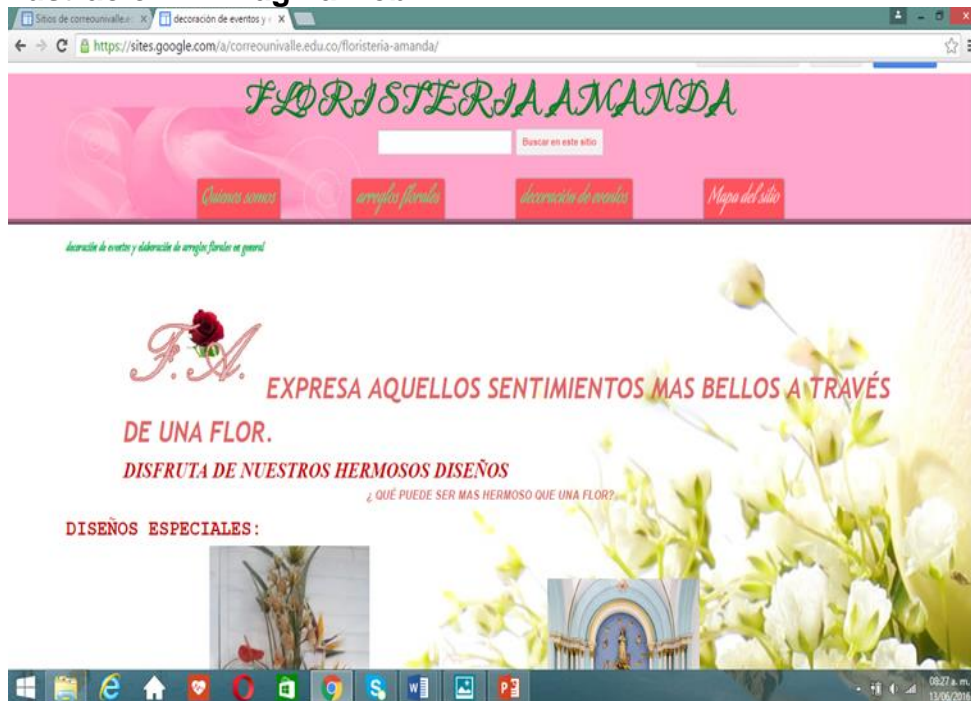 Sitios de correounivalle.e
decoración de eventos y
https://sites.google.com/a/correounivalle.edu.co/floristeria-amanda/
FLORISTERIA AMANDA
Buscar en este sitio
Quienes somos
arreglos florales
decoración de eventos
Mapa del sitio
decoración de eventos y elaboración de arreglos florales en general
F.A.
EXPRESA AQUELLOS SENTIMIENTOS MAS BELLOS A TRAVÉS
DE UNA FLOR.
DISFRUTA DE NUESTROS HERMOSOS DISEÑOS
¿ QUÉ PUEDE SER MAS HERMOSO QUE UNA FLOR?
DISEÑOS ESPECIALES:
08:27 a. m.
13/06/2016